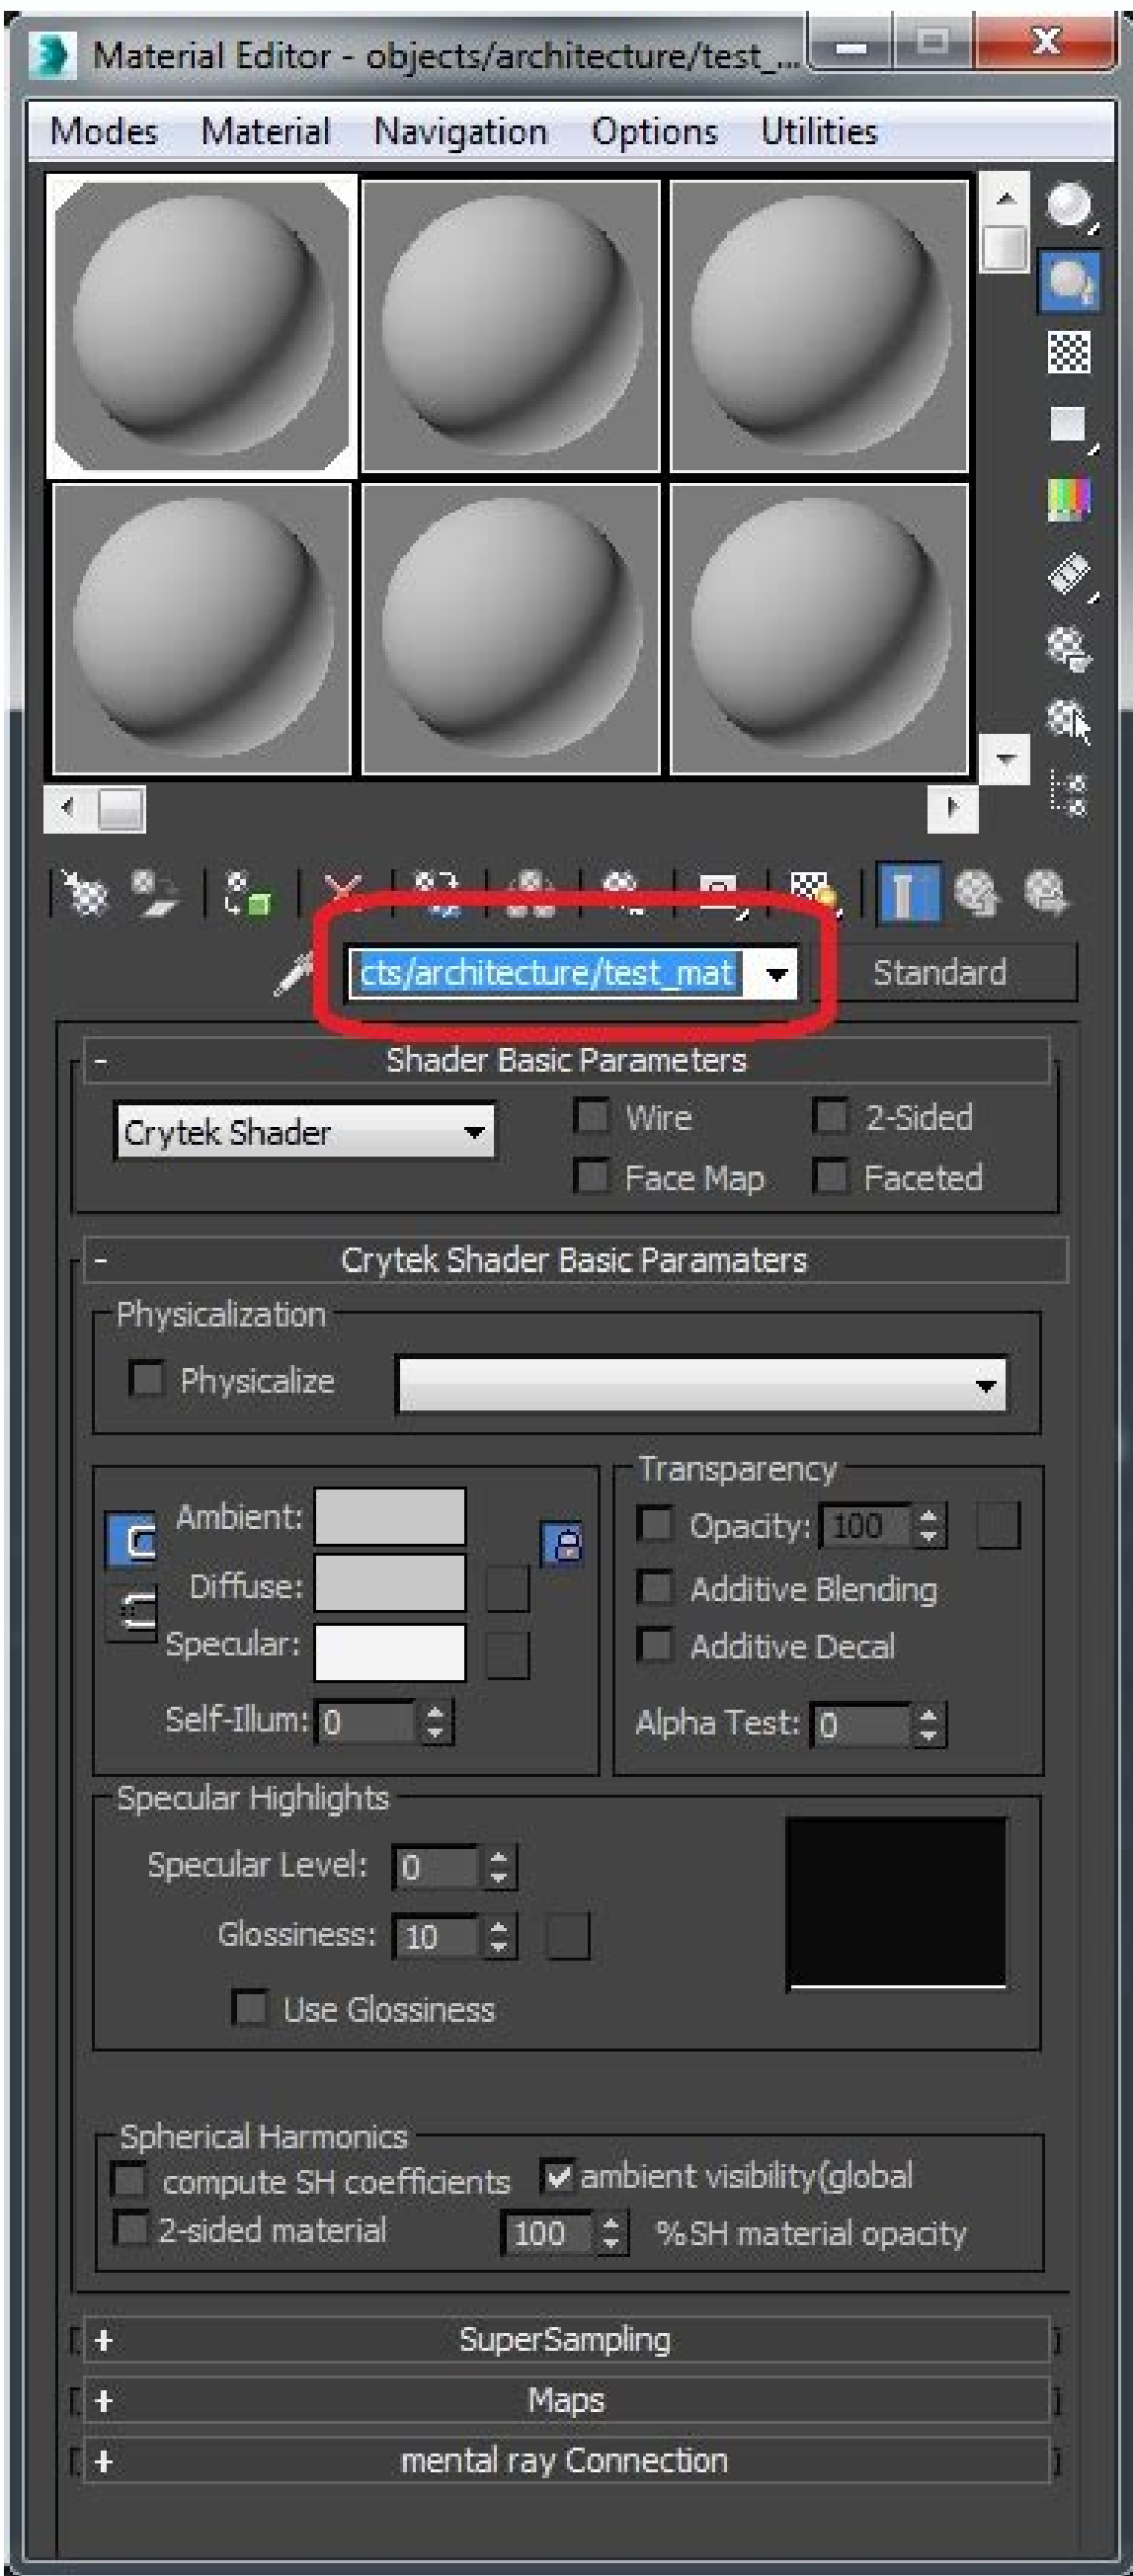 Material Editor - objects/architecture/test_...
Modes Material Navigation Options Utilities
cts/architecture/test_mat Standard
- Shader Basic Parameters
Crytek Shader Wire 2-Sided
Face Map Faceted
- Crytek Shader Basic Paramaters
Physicalization
Physicalize
Transparency
Ambient: Opacity: 100
Diffuse: Additive Blending
Specular: Additive Decal
Self-Illum: 0 Alpha Test: 0
Specular Highlights
Specular Level: 0
Glossiness: 10
Use Glossiness
Spherical Harmonics
compute SH coefficients ambient visibility(global
2-sided material 100 %SH material opacity
+ SuperSampling
+ Maps
+ mental ray Connection